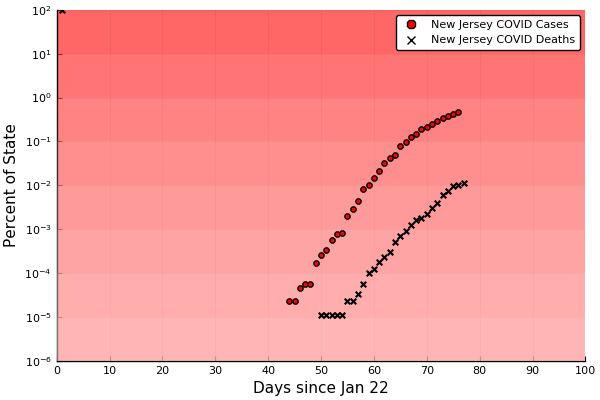 10²
10¹
10⁰
10⁻¹
10⁻²
10⁻³
10⁻⁴
10⁻⁵
10⁻⁶
Percent of State
New Jersey COVID Cases
New Jersey COVID Deaths
0 10 20 30 40 50 60 70 80 90 100
Days since Jan 22